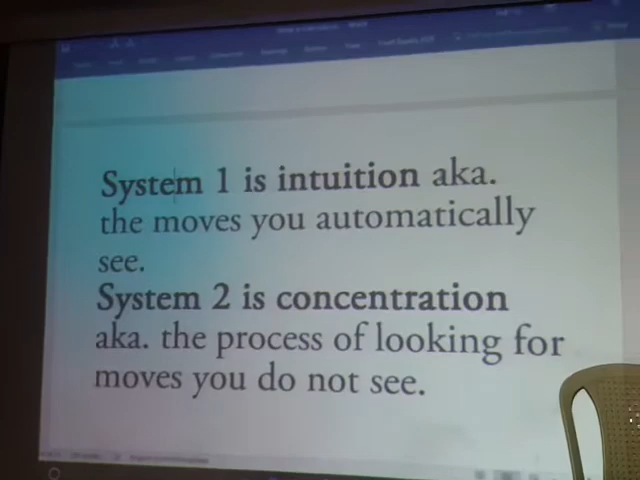 System 1 is intuition aka.
the moves you automatically
see.
System 2 is concentration
aka. the process of looking for
moves you do not see.